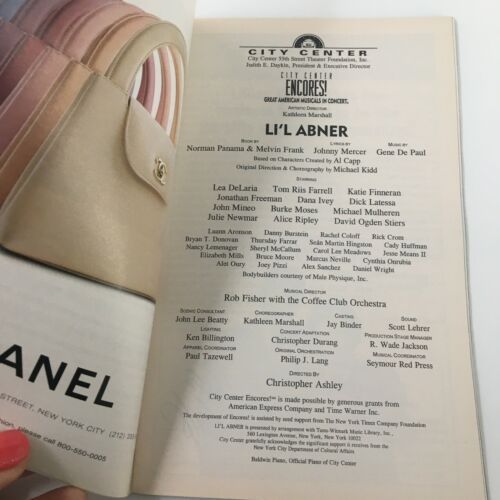 CITY CENTER
City Center 55th Street Theater Foundation, Inc.
Judith E. Daykin, President & Executive Director
CITY CENTER
ENCORES!
GREAT AMERICAN MUSICALS IN CONCERT
ARTISTIC DIRECTOR
Kathleen Marshall
LI'L ABNER
BOOK BY LYRICS BY MUSIC BY
Norman Panama & Melvin Frank Johnny Mercer Gene De Paul
Based on Characters Created by Al Capp
Original Direction & Choreography by Michael Kidd
STARRING
Lea DeLaria Tom Riis Farrell Katie Finneran
Jonathan Freeman Dana Ivey Dick Latessa
John Mineo Burke Moses Michael Mulheren
Julie Newmar Alice Ripley David Ogden Stiers
Luann Aronson Danny Burstein Rachel Coloff Rick Crom
Bryan T. Donovan Thursday Farrar Seán Martin Hingston Cady Huffman
Nancy Lemenager Sheryl McCallum Carol Lee Meadows Jesse Means II
Elizabeth Mills Bruce Moore Marcus Neville Cynthia Onrubia
Aist Oury Joey Pizzi Alex Sanchez Daniel Wright
Bodybuilders courtesy of Male Physique, Inc.
MUSICAL DIRECTOR
Rob Fisher with the Coffee Club Orchestra
SCENIC CONSULTANT CHOREOGRAPHER CASTING SOUND
John Lee Beatty Kathleen Marshall Jay Binder Scott Lehrer
LIGHTING CONCERT ADAPTATION PRODUCTION STAGE MANAGER
Ken Billington Christopher Durang R. Wade Jackson
APPAREL COORDINATOR ORIGINAL ORCHESTRATION MUSICAL COORDINATOR
Paul Tazewell Philip J. Lang Seymour Red Press
DIRECTED BY
Christopher Ashley
City Center Encores!™ is made possible by generous grants from
American Express Company and Time Warner Inc.
The development of Encores! is assisted by seed support from The New York Times Company Foundation
LI'L ABNER is presented by arrangement with Tams-Witmark Music Library, Inc.,
560 Lexington Avenue, New York, New York 10022
City Center gratefully acknowledges the significant support it receives from the
New York City Department of Cultural Affairs
Baldwin Piano, Official Piano of City Center
ANEL
STREET, NEW YORK CITY (212)
please call 800-550-0005